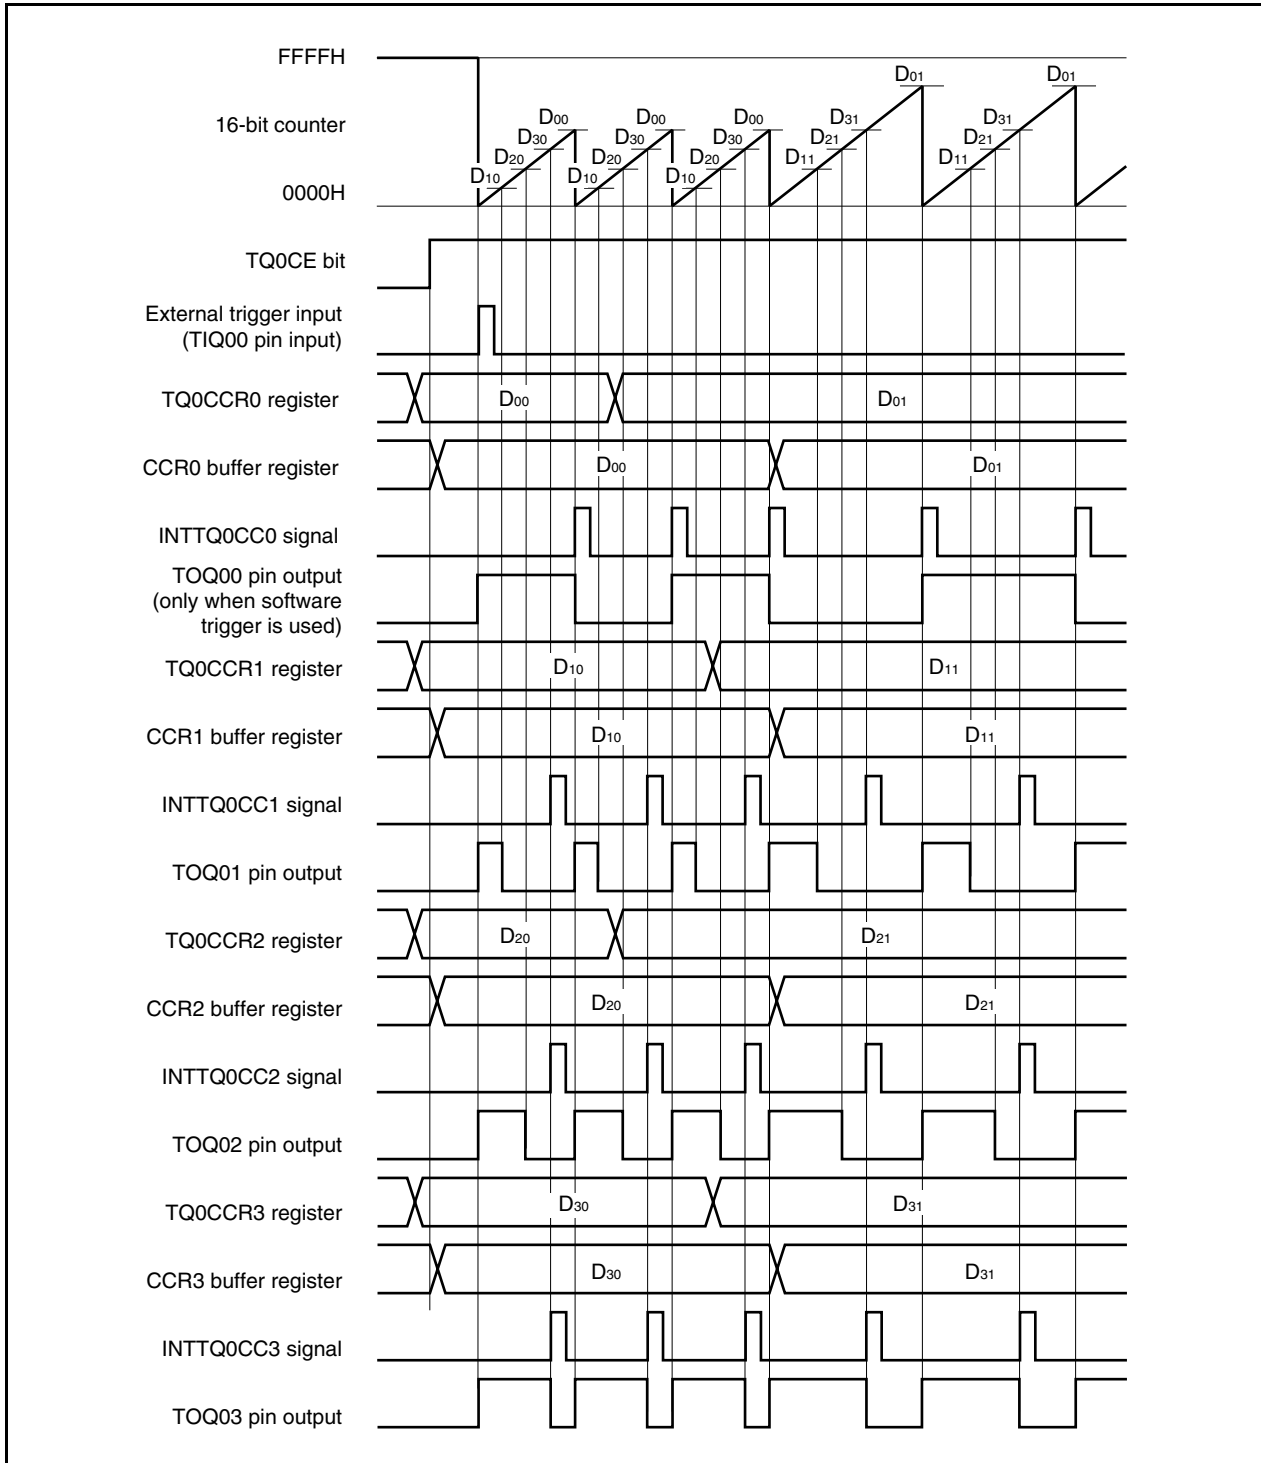 FFFFH
D01 D01
16-bit counter
D00 D00 D00 D31 D31
D30 D30 D30 D21 D21
D20 D20 D20 D11 D11
D10 D10 D10
0000H
TQ0CE bit
External trigger input
(TIQ00 pin input)
TQ0CCR0 register D00 D01
CCR0 buffer register D00 D01
INTTQ0CC0 signal
TOQ00 pin output
(only when software
trigger is used)
TQ0CCR1 register D10 D11
CCR1 buffer register D10 D11
INTTQ0CC1 signal
TOQ01 pin output
TQ0CCR2 register D20 D21
CCR2 buffer register D20 D21
INTTQ0CC2 signal
TOQ02 pin output
TQ0CCR3 register D30 D31
CCR3 buffer register D30 D31
INTTQ0CC3 signal
TOQ03 pin output